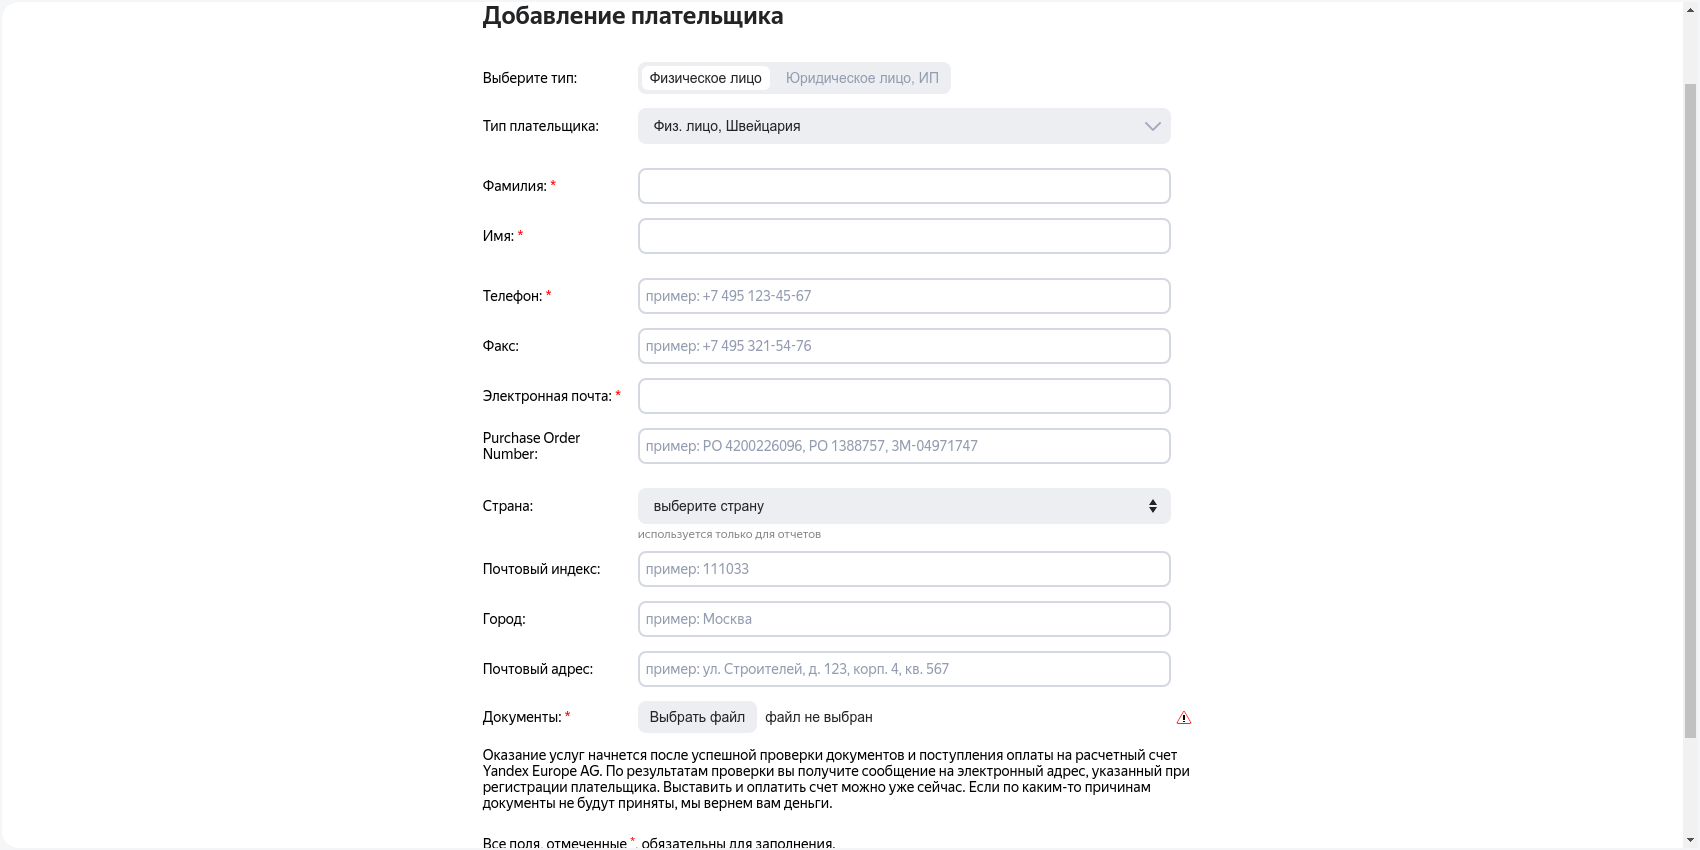 Добавление плательщика
Выберите тип:
Физическое лицо
Юридическое лицо, ИП
Тип плательщика:
Физ. лицо, Швейцария
Фамилия: *
Имя: *
Телефон: *
пример: +7 495 123-45-67
Факс:
пример: +7 495 321-54-76
Электронная почта: *
Purchase Order
Number:
пример: PO 4200226096, PO 1388757, 3M-04971747
Страна:
выберите страну
используется только для отчетов
Почтовый индекс:
пример: 111033
Город:
пример: Москва
Почтовый адрес:
пример: ул. Строителей, д. 123, корп. 4, кв. 567
Документы: *
Выбрать файл
файл не выбран
Оказание услуг начнется после успешной проверки документов и поступления оплаты на расчетный счет
Yandex Europe AG. По результатам проверки вы получите сообщение на электронный адрес, указанный при
регистрации плательщика. Выставить и оплатить счет можно уже сейчас. Если по каким-то причинам
документы не будут приняты, мы вернем вам деньги.
Все поля, отмеченные *, обязательны для заполнения.